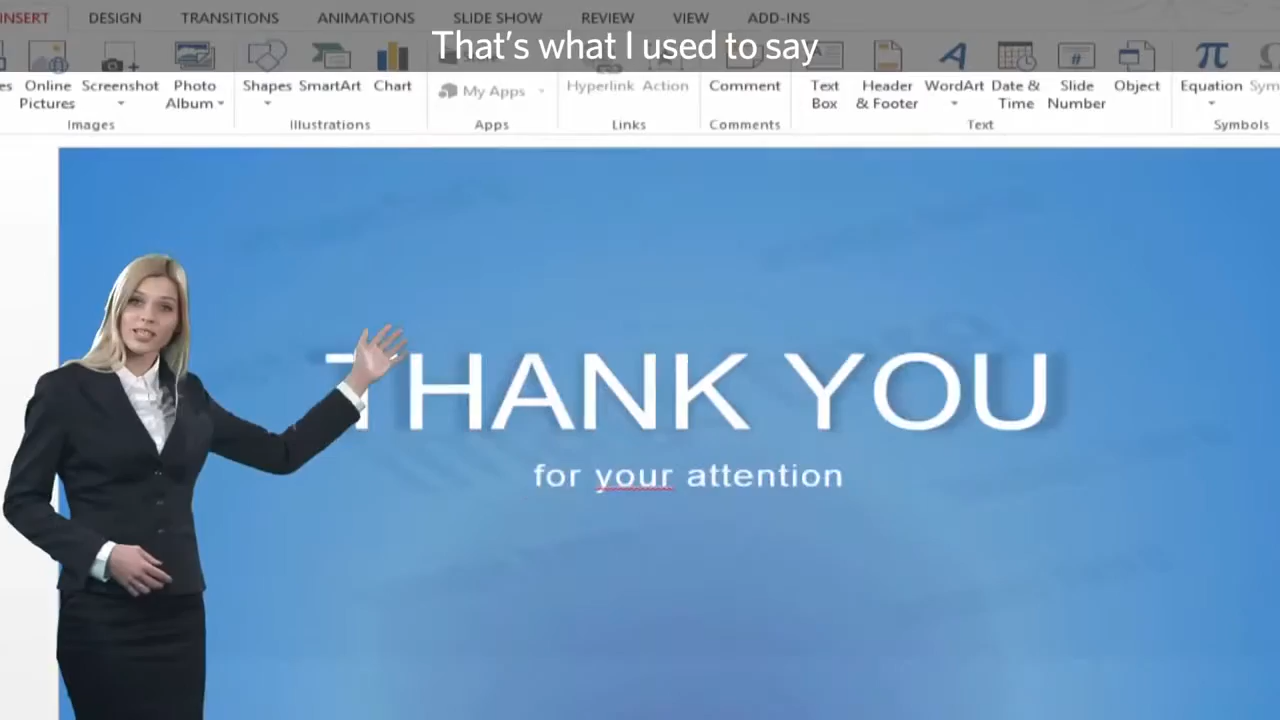 INSERT DESIGN TRANSITIONS ANIMATIONS SLIDE SHOW REVIEW VIEW ADD-INS
That's what I used to say
Online Pictures
Screenshot
Photo Album
Shapes
SmartArt
Chart
My Apps
Hyperlink
Action
Comment
Text Box
Header & Footer
WordArt
Date & Time
Slide Number
Object
Equation
Images
Illustrations
Apps
Links
Comments
Text
Symbols
THANK YOU
for your attention